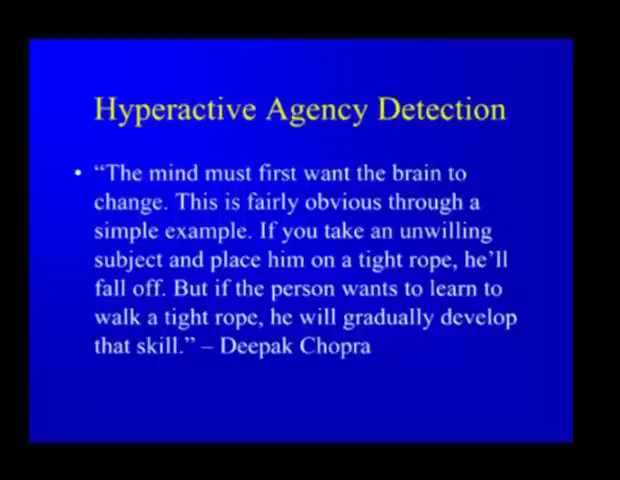 Hyperactive Agency Detection
• “The mind must first want the brain to
change. This is fairly obvious through a
simple example. If you take an unwilling
subject and place him on a tight rope, he’ll
fall off. But if the person wants to learn to
walk a tight rope, he will gradually develop
that skill.” – Deepak Chopra